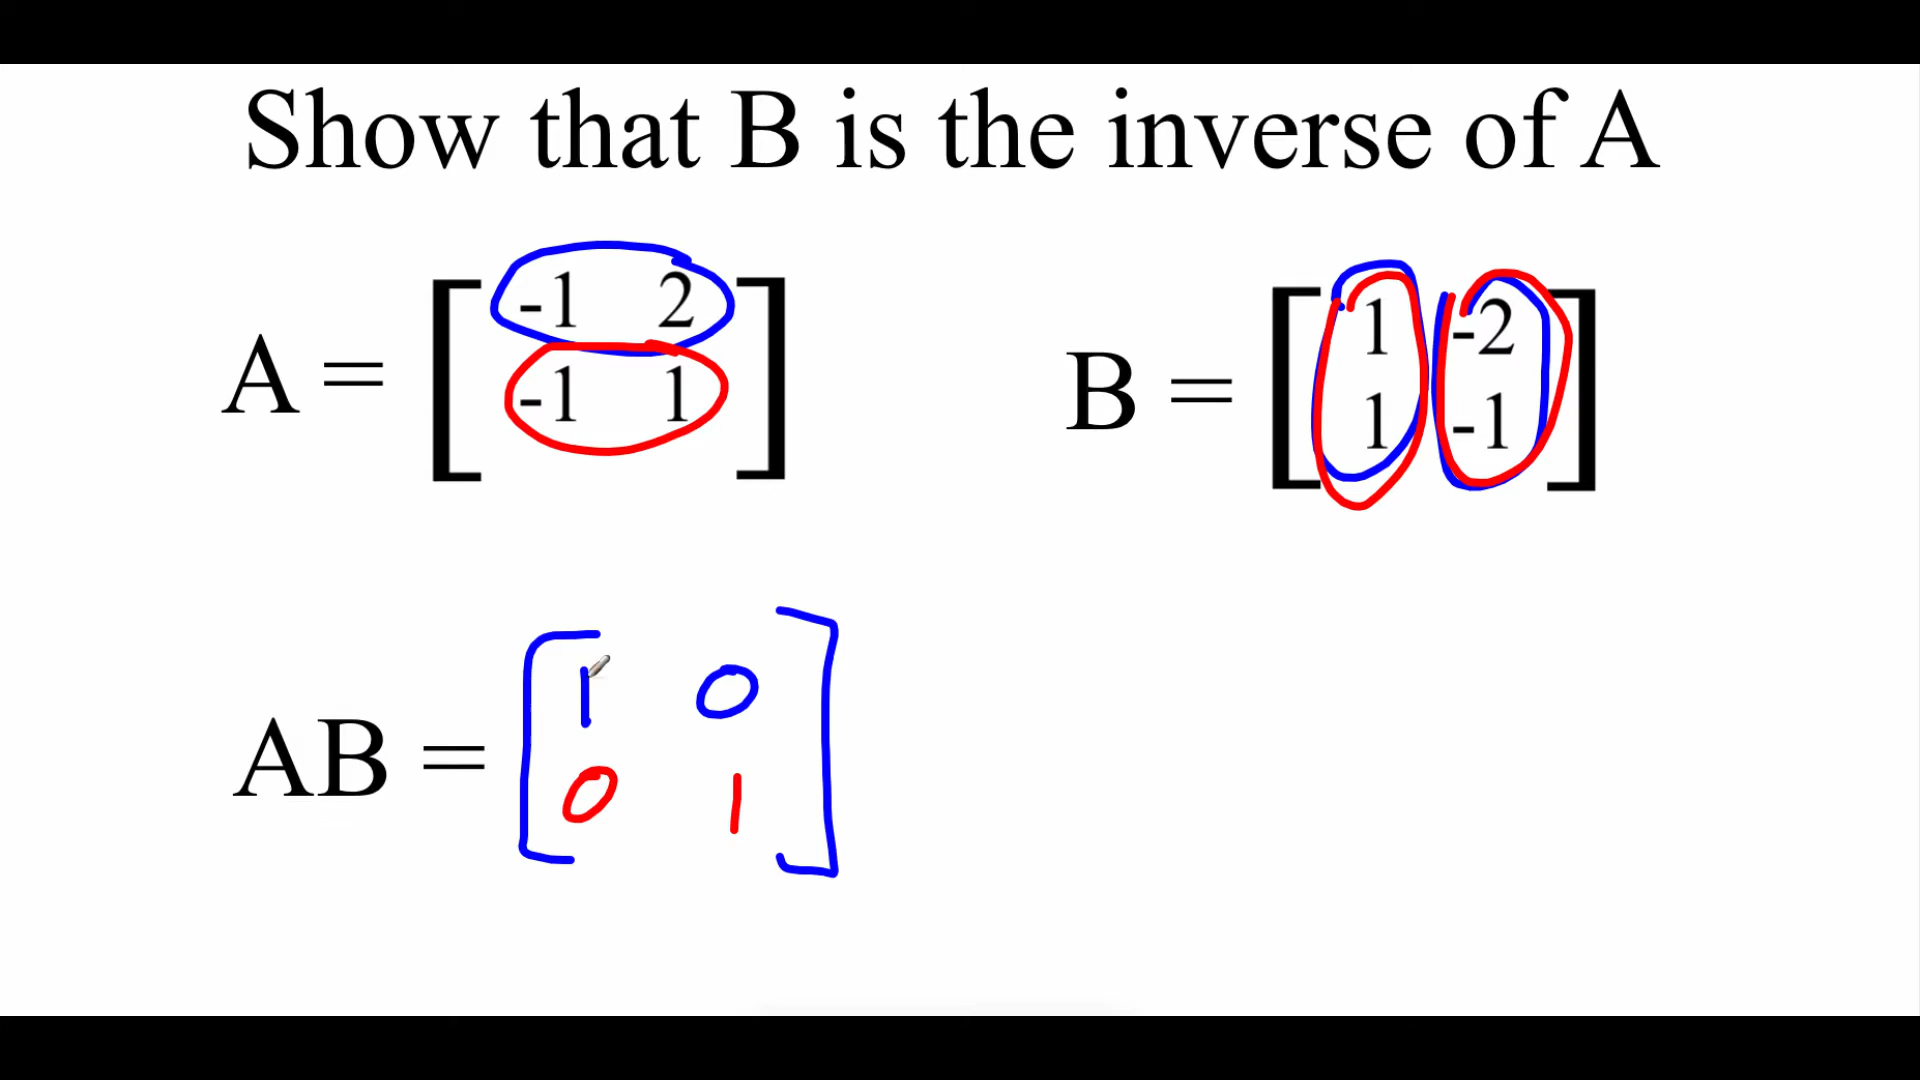 Show that B is the inverse of A
A = [ -1 2
-1 1 ]
B = [ 1 -2
1 -1 ]
AB = [ 1 0
0 1 ]